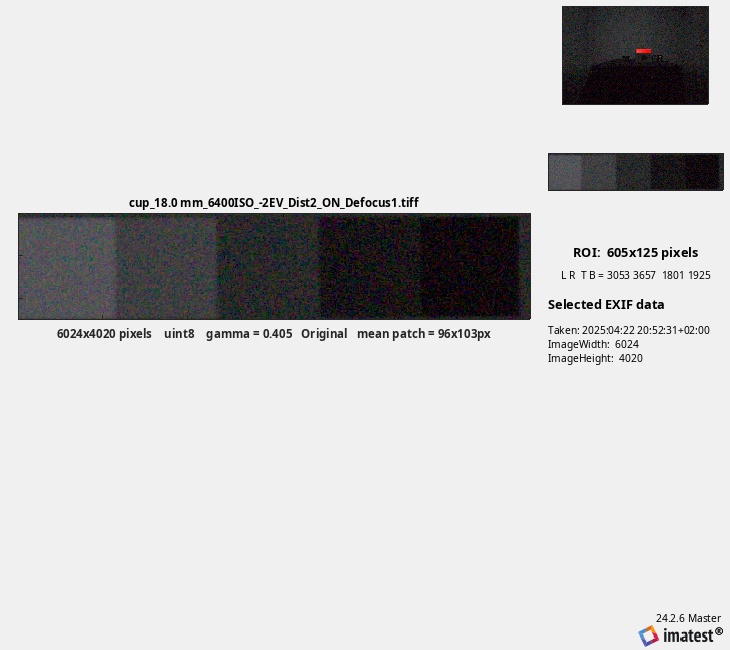 cup_18.0 mm_6400ISO_-2EV_Dist2_ON_Defocus1.tiff
6024x4020 pixels    uint8    gamma = 0.405   Original   mean patch = 96x103px
ROI:  605x125 pixels
L R  T B = 3053 3657  1801 1925
Selected EXIF data
Taken: 2025:04:22 20:52:31+02:00
ImageWidth:  6024
ImageHeight:  4020
24.2.6 Master
imatest®